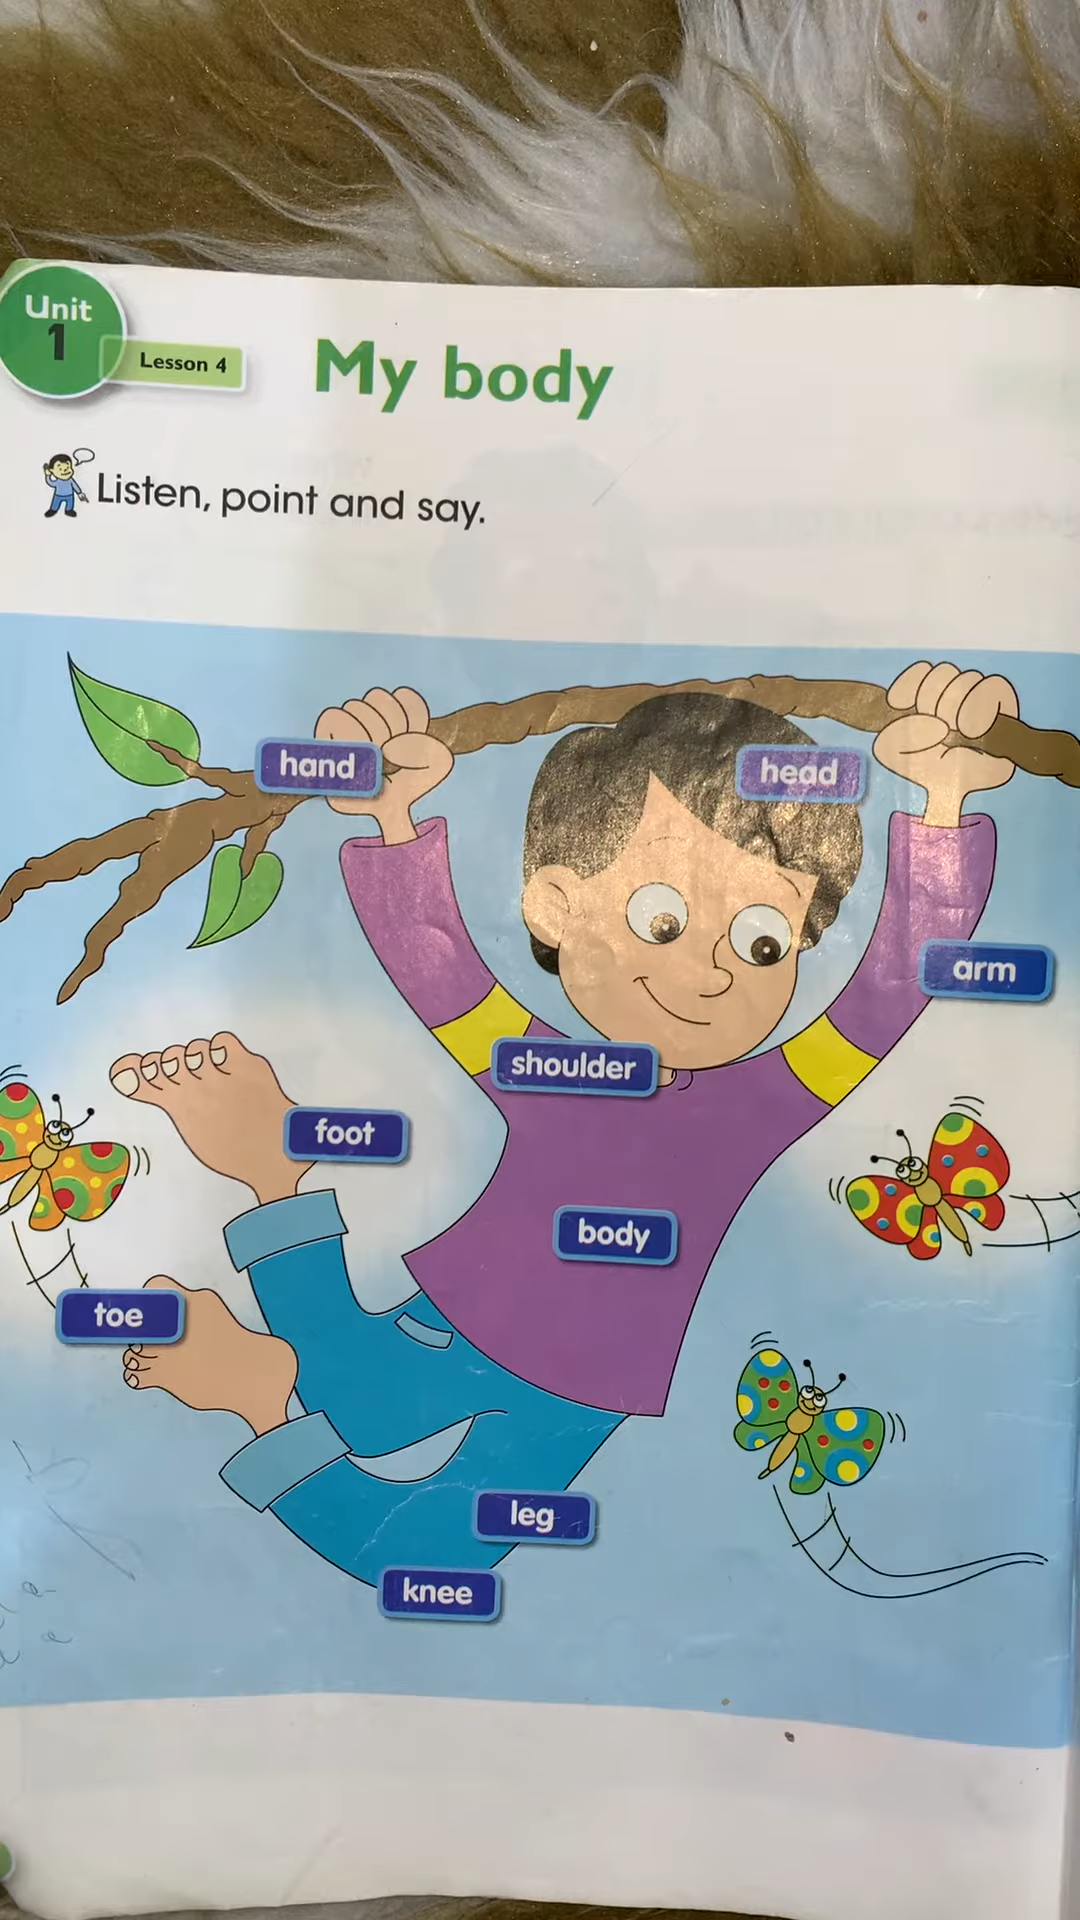 Unit
1
Lesson 4
My body
Listen, point and say.
hand
head
arm
shoulder
foot
body
toe
leg
knee